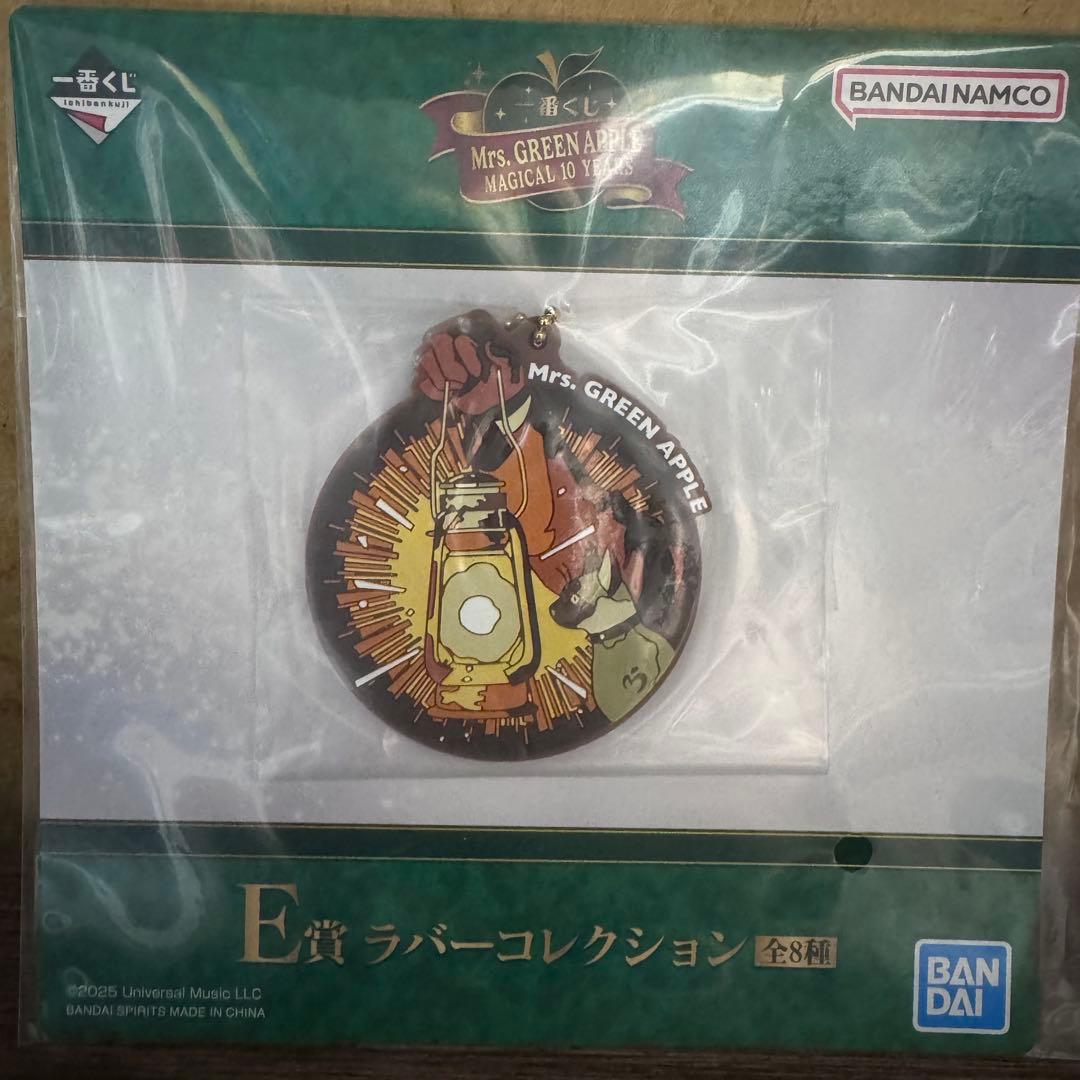 一番くじ
ichibankuji
一番くじ
Mrs. GREEN APPLE
MAGICAL 10 YEARS
BANDAI NAMCO
Mrs. GREEN APPLE
E賞 ラバーコレクション 全8種
©2025 Universal Music LLC
BANDAI SPIRITS MADE IN CHINA
BAN
DAI